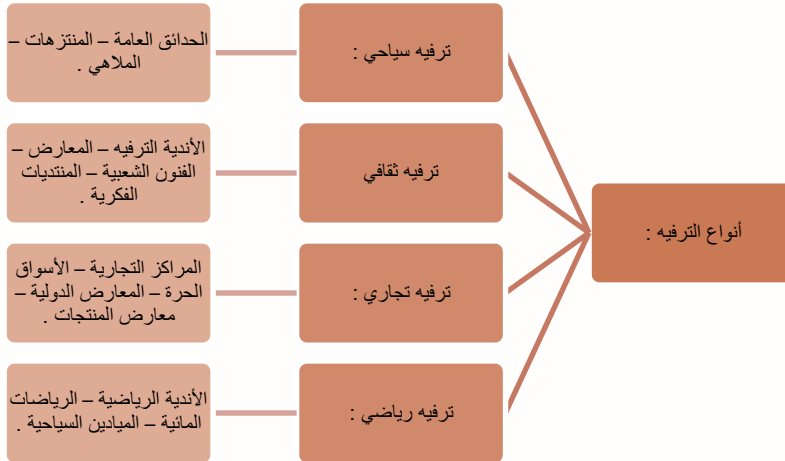 أنواع الترفيه :
ترفيه سياحي :
الحدائق العامة – المنتزهات –
الملاهي .
ترفيه ثقافي
الأندية الترفيه – المعارض –
الفنون الشعبية – المنتديات
الفكرية .
ترفيه تجاري :
المراكز التجارية – الأسواق
الحرة – المعارض الدولية –
معارض المنتجات .
ترفيه رياضي :
الأندية الرياضية – الرياضات
المائية – الميادين السياحية .